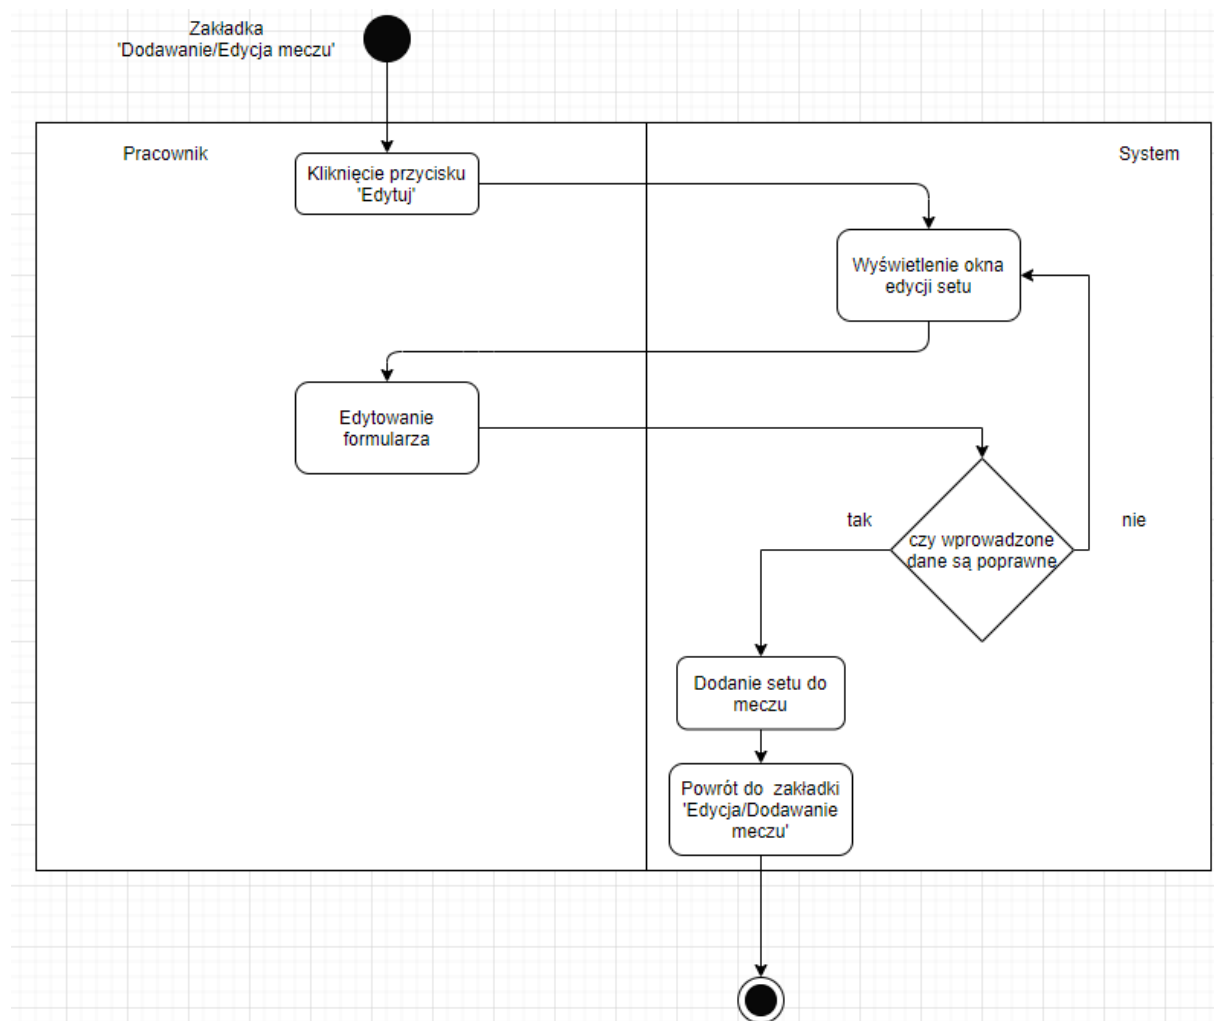 Zakładka
'Dodawanie/Edycja meczu'
Pracownik
System
Kliknięcie przycisku
'Edytuj'
Wyświetlenie okna
edycji setu
Edytowanie
formularza
tak
nie
czy wprowadzone
dane są poprawne
Dodanie setu do
meczu
Powrót do zakładki
'Edycja/Dodawanie
meczu'